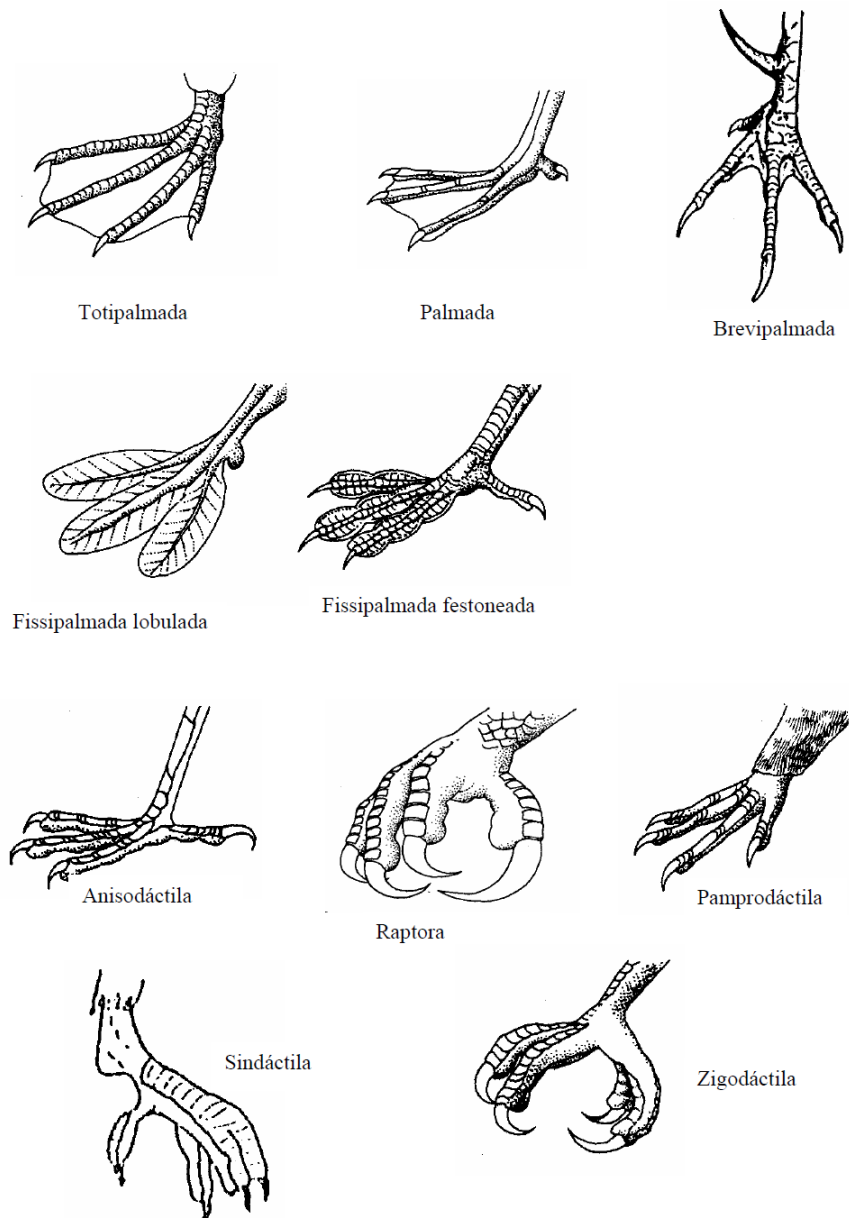 Totipalmada
Palmada
Brevipalmada
Fissipalmada lobulada
Fissipalmada festoneada
Anisodáctila
Raptora
Pamprodáctila
Sindáctila
Zigodáctila